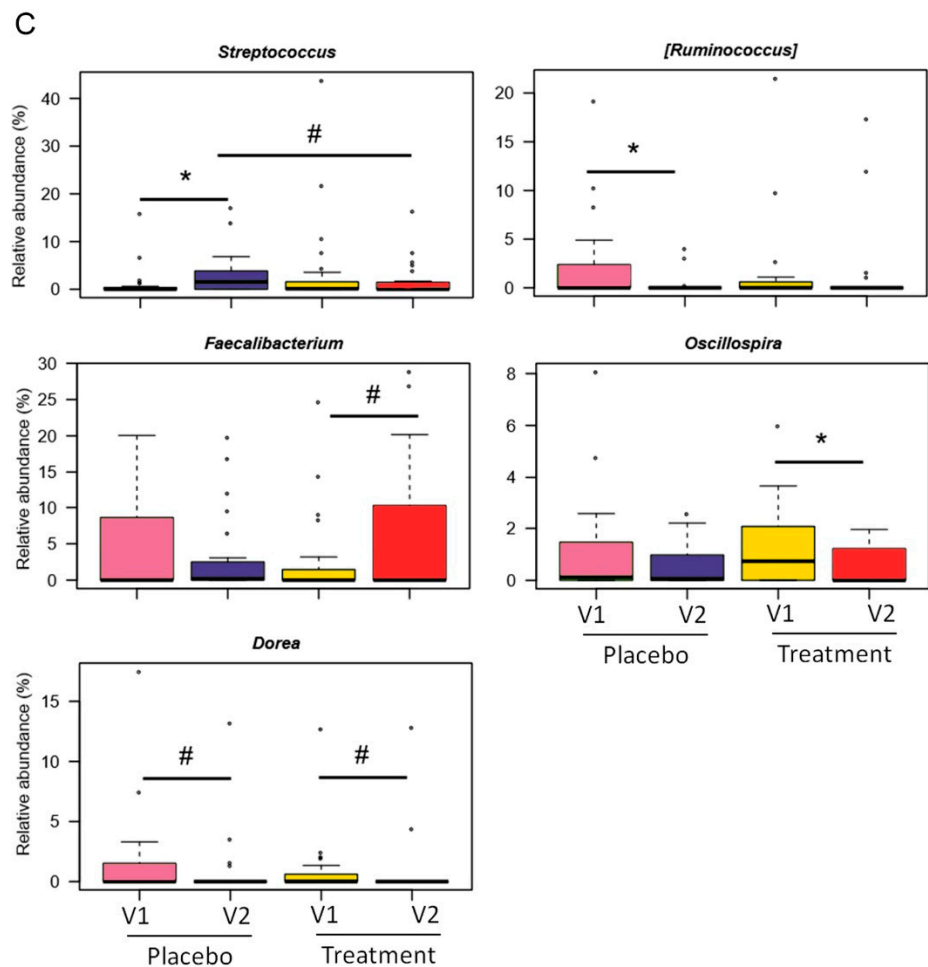 C
Streptococcus
[Ruminococcus]
Relative abundance (%)
40
30
20
10
0
*
#
20
15
10
5
0
*
Faecalibacterium
Oscillospira
Relative abundance (%)
30
25
20
15
10
5
0
#
8
6
4
2
0
*
V1 V2 V1 V2
Placebo Treatment
Dorea
Relative abundance (%)
15
10
5
0
# #
V1 V2 V1 V2
Placebo Treatment